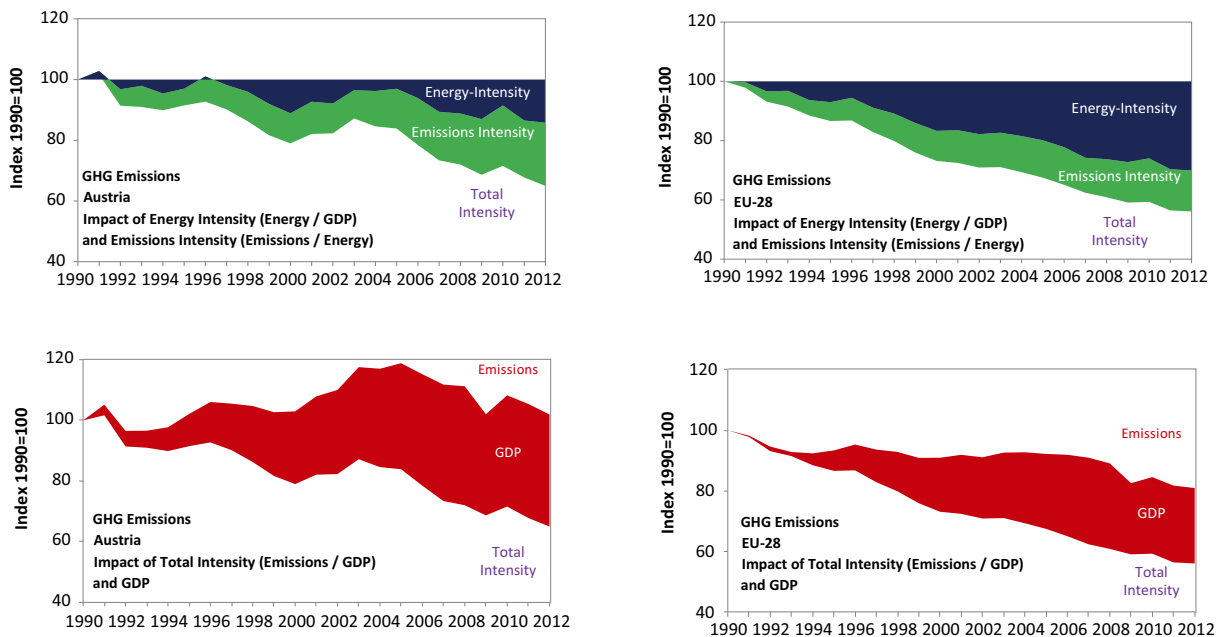 Index 1990=100
120
100
80
60
40
Energy-Intensity
Emissions Intensity
Total
Intensity
GHG Emissions
Austria
Impact of Energy Intensity (Energy / GDP)
and Emissions Intensity (Emissions / Energy)
1990 1992 1994 1996 1998 2000 2002 2004 2006 2008 2010 2012
Index 1990=100
120
100
80
60
40
Energy-Intensity
Emissions Intensity
Total
Intensity
GHG Emissions
EU-28
Impact of Energy Intensity (Energy / GDP)
and Emissions Intensity (Emissions / Energy)
1990 1992 1994 1996 1998 2000 2002 2004 2006 2008 2010 2012
Index 1990=100
120
100
80
60
40
Emissions
GDP
Total
Intensity
GHG Emissions
Austria
Impact of Total Intensity (Emissions / GDP)
and GDP
1990 1992 1994 1996 1998 2000 2002 2004 2006 2008 2010 2012
Index 1990=100
120
100
80
60
40
Emissions
GDP
Total
Intensity
GHG Emissions
EU-28
Impact of Total Intensity (Emissions / GDP)
and GDP
1990 1992 1994 1996 1998 2000 2002 2004 2006 2008 2010 2012